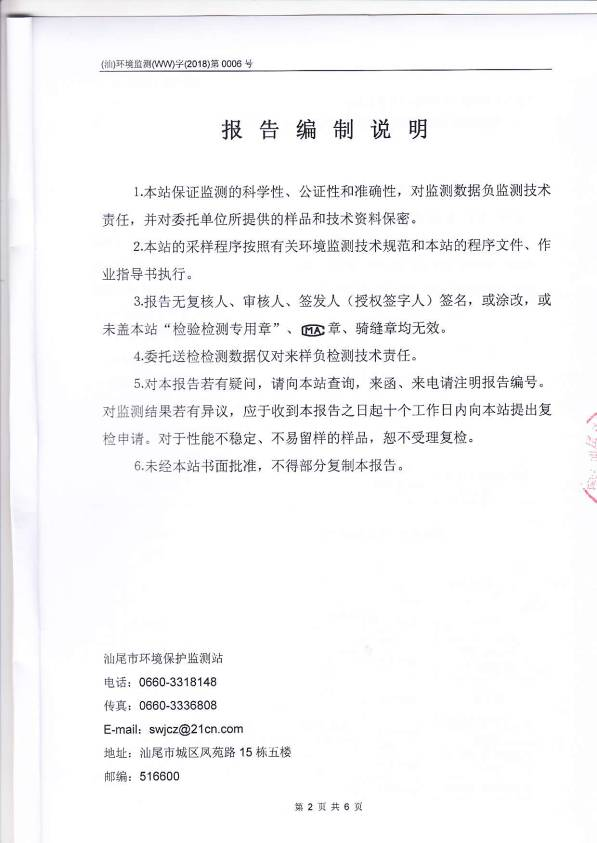 (汕)环境监测(WW)字(2018)第 0006 号
报告编制说明
1.本站保证监测的科学性、公证性和准确性，对监测数据负监测技术
责任，并对委托单位所提供的样品和技术资料保密。
2.本站的采样程序按照有关环境监测技术规范和本站的程序文件、作
业指导书执行。
3.报告无复核人、审核人、签发人（授权签字人）签名，或涂改，或
未盖本站“检验检测专用章”、MA章、骑缝章均无效。
4.委托送检检测数据仅对来样负检测技术责任。
5.对本报告若有疑问，请向本站查询，来函、来电请注明报告编号。
对监测结果若有异议，应于收到本报告之日起十个工作日内向本站提出复
检申请。对于性能不稳定、不易留样的样品，恕不受理复检。
6.未经本站书面批准，不得部分复制本报告。
汕尾市环境保护监测站
电话：0660-3318148
传真：0660-3336808
E-mail：swjcz@21cn.com
地址：汕尾市城区凤苑路 15 栋五楼
邮编：516600
第 2 页 共 6 页